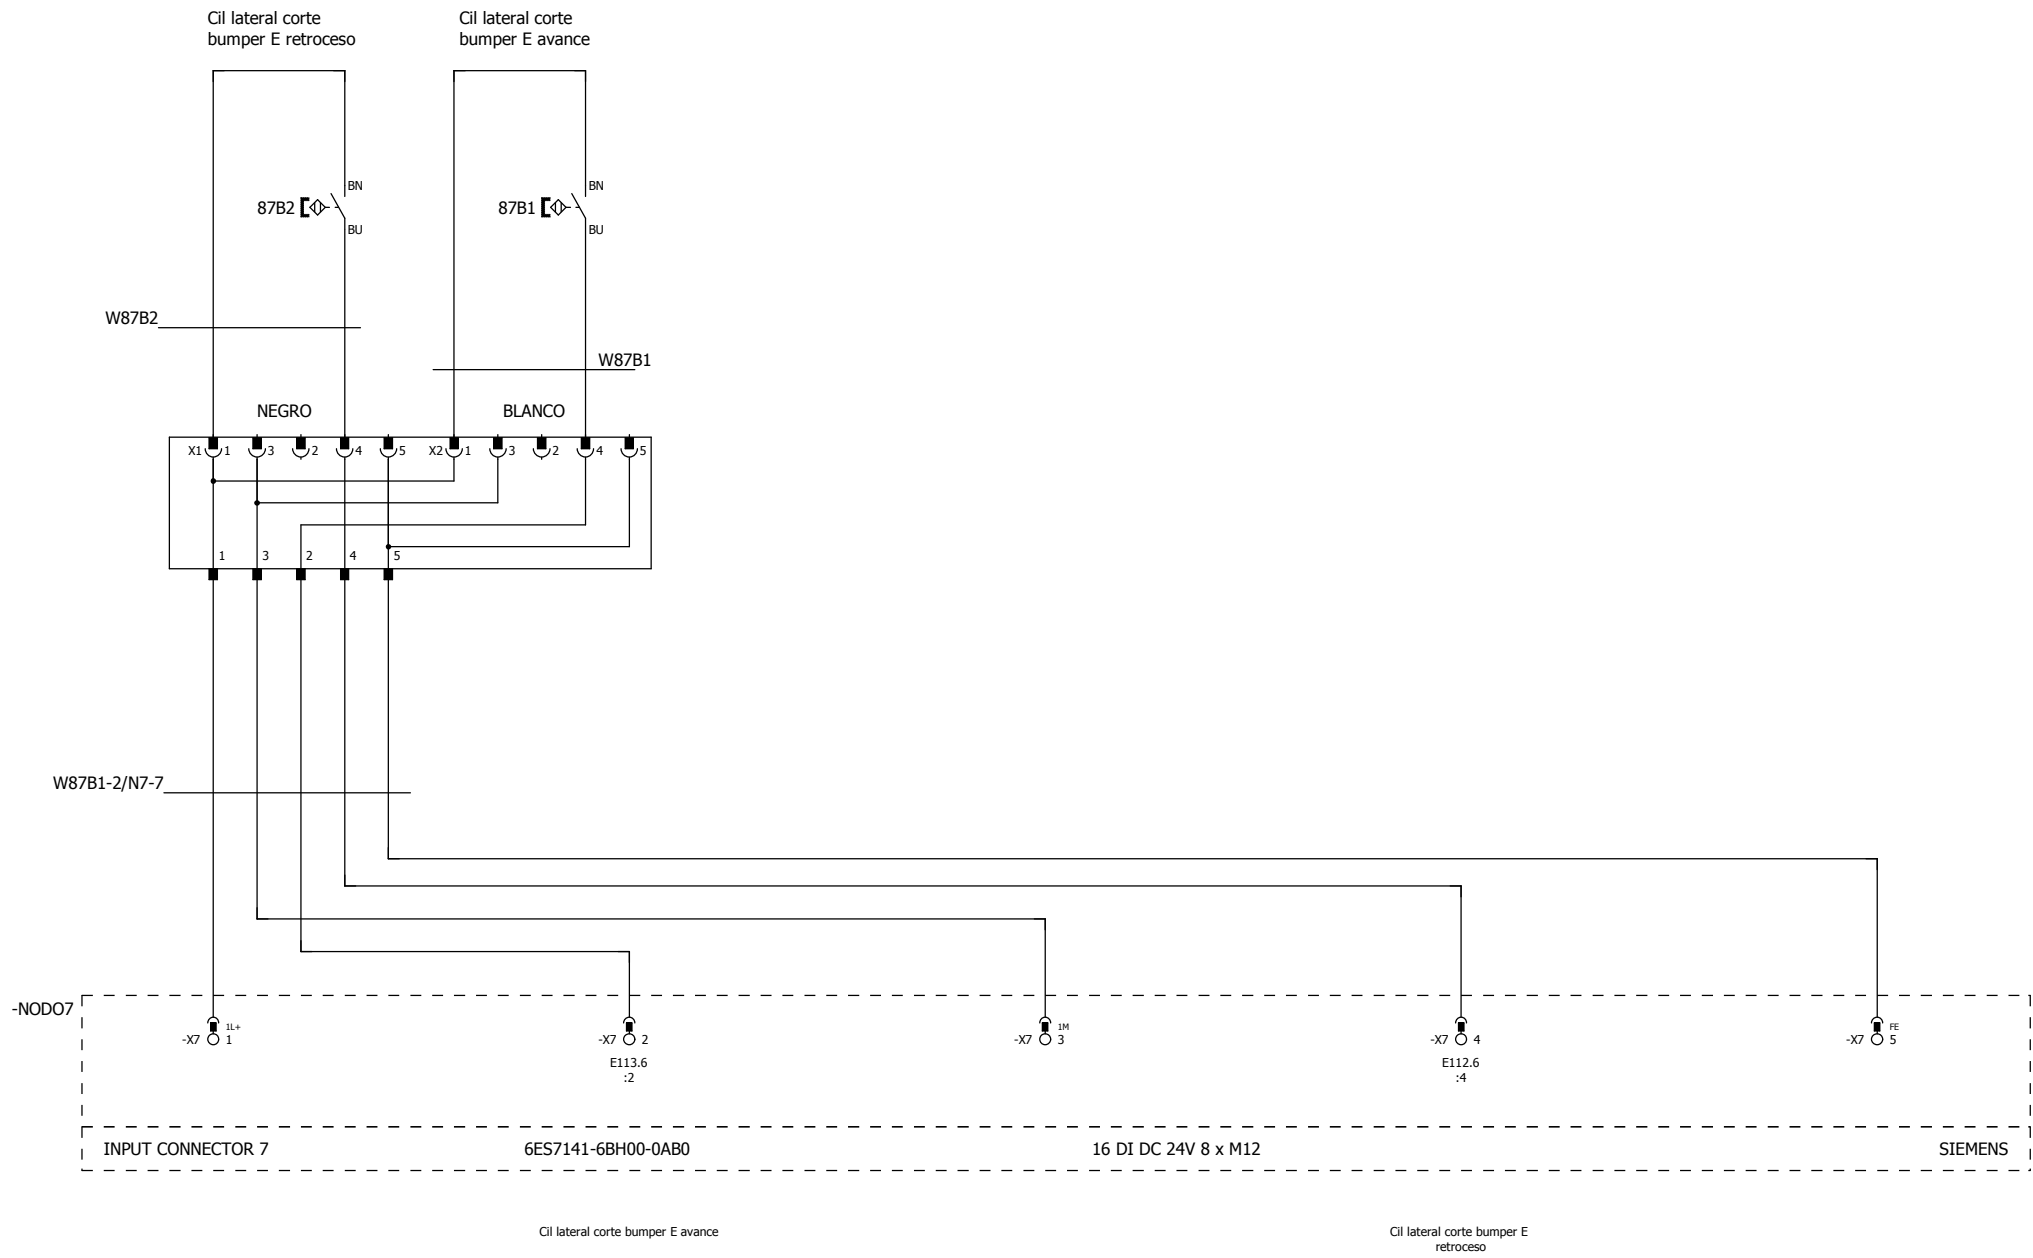 Cil lateral corte
bumper E retroceso
Cil lateral corte
bumper E avance
BN
87B2
BU
BN
87B1
BU
W87B2
W87B1
NEGRO
BLANCO
X1 1 3 2 4 5 X2 1 3 2 4 5
1 3 2 4 5
W87B1-2/N7-7
-NODO7
1L+
-X7 1
-X7 2
E113.6
:2
1M
-X7 3
-X7 4
E112.6
:4
FE
-X7 5
INPUT CONNECTOR 7 6ES7141-6BH00-0AB0 16 DI DC 24V 8 x M12 SIEMENS
Cil lateral corte bumper E avance
Cil lateral corte bumper E
retroceso